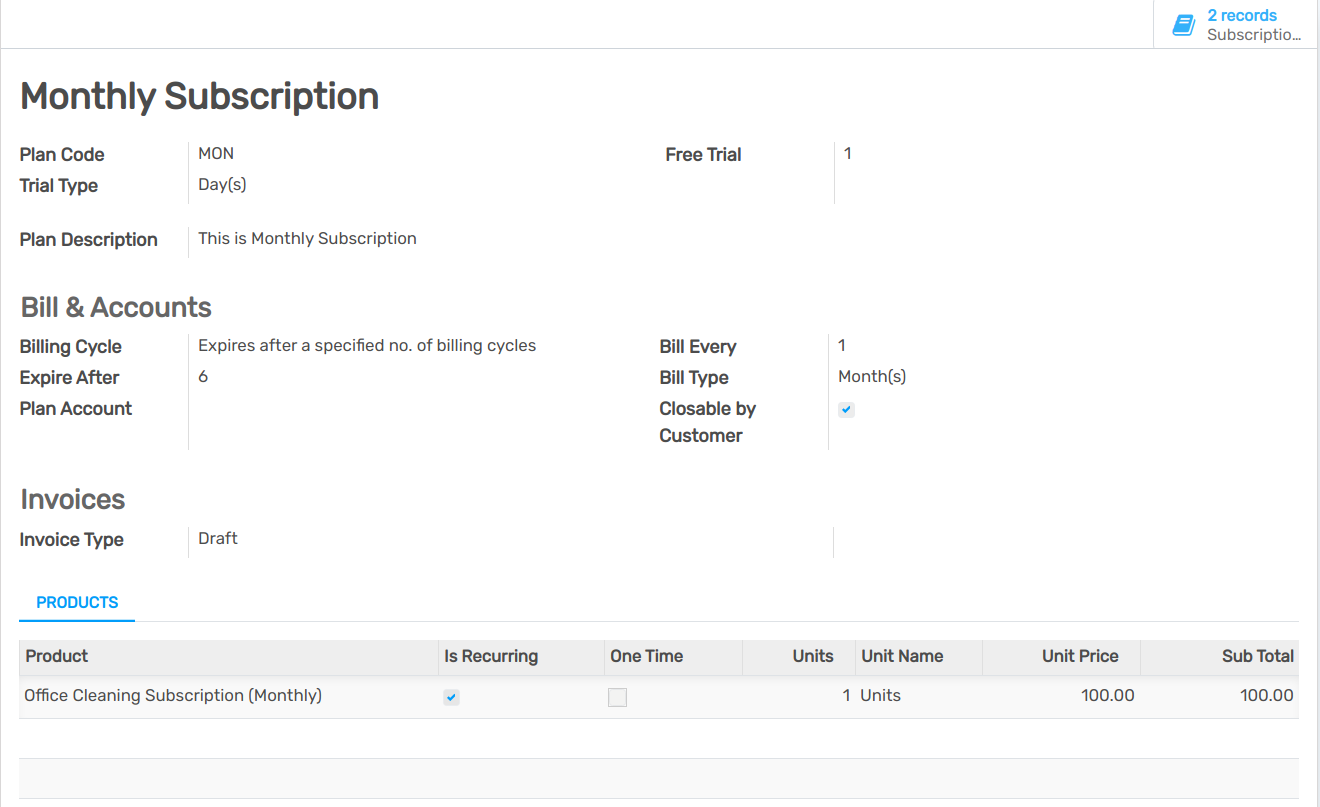 2 records
Subscriptio...
Monthly Subscription
Plan Code MON Free Trial 1
Trial Type Day(s)
Plan Description This is Monthly Subscription
Bill & Accounts
Billing Cycle Expires after a specified no. of billing cycles Bill Every 1
Expire After 6 Bill Type Month(s)
Plan Account Closable by
Customer
Invoices
Invoice Type Draft
PRODUCTS
Product Is Recurring One Time Units Unit Name Unit Price Sub Total
Office Cleaning Subscription (Monthly) 1 Units 100.00 100.00